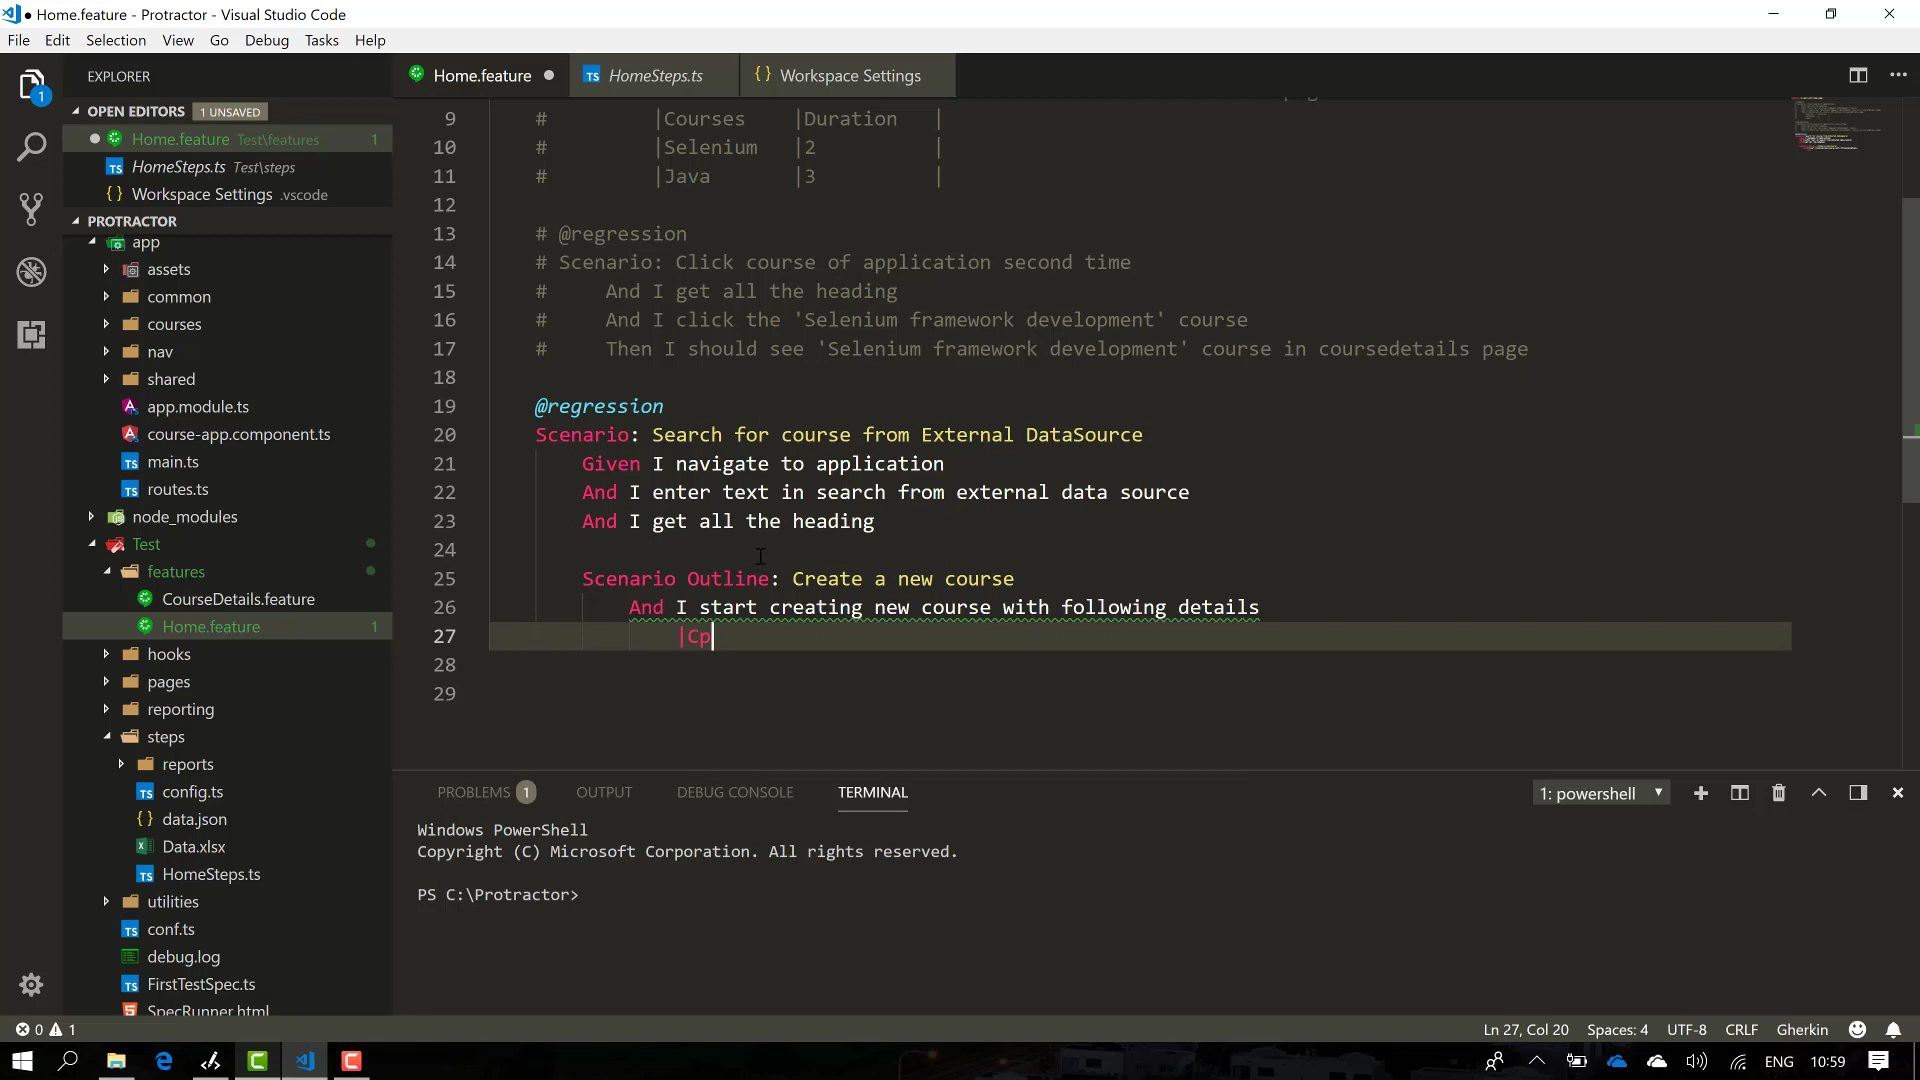 Home.feature - Protractor - Visual Studio Code
File Edit Selection View Go Debug Tasks Help
EXPLORER
OPEN EDITORS 1 UNSAVED
Home.feature Test\features 1
HomeSteps.ts Test\steps
Workspace Settings .vscode
PROTRACTOR
app
assets
common
courses
nav
shared
app.module.ts
course-app.component.ts
main.ts
routes.ts
node_modules
Test
features
CourseDetails.feature
Home.feature 1
hooks
pages
reporting
steps
reports
config.ts
data.json
Data.xlsx
HomeSteps.ts
utilities
conf.ts
debug.log
FirstTestSpec.ts
SpecRunner.html
Home.feature HomeSteps.ts Workspace Settings
9 # |Courses |Duration |
10 # |Selenium |2 |
11 # |Java |3 |
12
13 # @regression
14 # Scenario: Click course of application second time
15 # And I get all the heading
16 # And I click the 'Selenium framework development' course
17 # Then I should see 'Selenium framework development' course in coursedetails page
18
19 @regression
20 Scenario: Search for course from External DataSource
21 Given I navigate to application
22 And I enter text in search from external data source
23 And I get all the heading
24
25 Scenario Outline: Create a new course
26 And I start creating new course with following details
27 |Cp
28
29
PROBLEMS 1 OUTPUT DEBUG CONSOLE TERMINAL 1: powershell
Windows PowerShell
Copyright (C) Microsoft Corporation. All rights reserved.
PS C:\Protractor>
0 1 Ln 27, Col 20 Spaces: 4 UTF-8 CRLF Gherkin
ENG 10:59